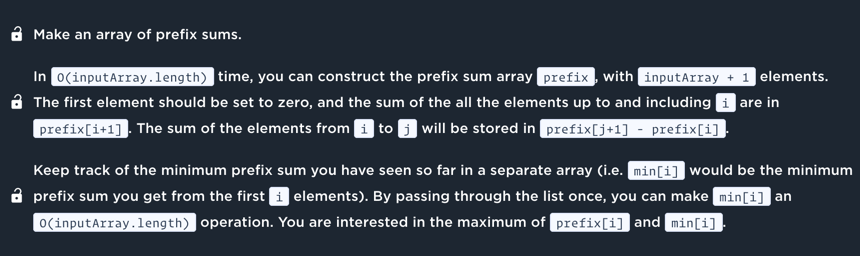 Make an array of prefix sums.
In O(inputArray.length) time, you can construct the prefix sum array prefix, with inputArray + 1 elements.
The first element should be set to zero, and the sum of the all the elements up to and including i are in
prefix[i+1]. The sum of the elements from i to j will be stored in prefix[j+1] - prefix[i].
Keep track of the minimum prefix sum you have seen so far in a separate array (i.e. min[i] would be the minimum
prefix sum you get from the first i elements). By passing through the list once, you can make min[i] an
O(inputArray.length) operation. You are interested in the maximum of prefix[i] and min[i].